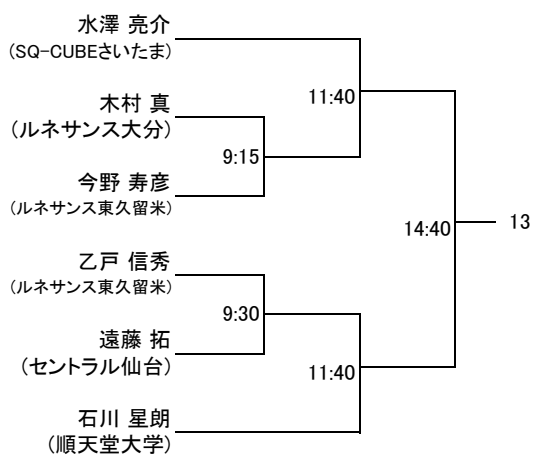 水澤 亮介
(SQ-CUBEさいたま)
11:40
木村 真
(ルネサンス大分)
9:15
今野 寿彦
(ルネサンス東久留米)
14:40
13
乙戸 信秀
(ルネサンス東久留米)
9:30
遠藤 拓
(セントラル仙台)
11:40
石川 星朗
(順天堂大学)